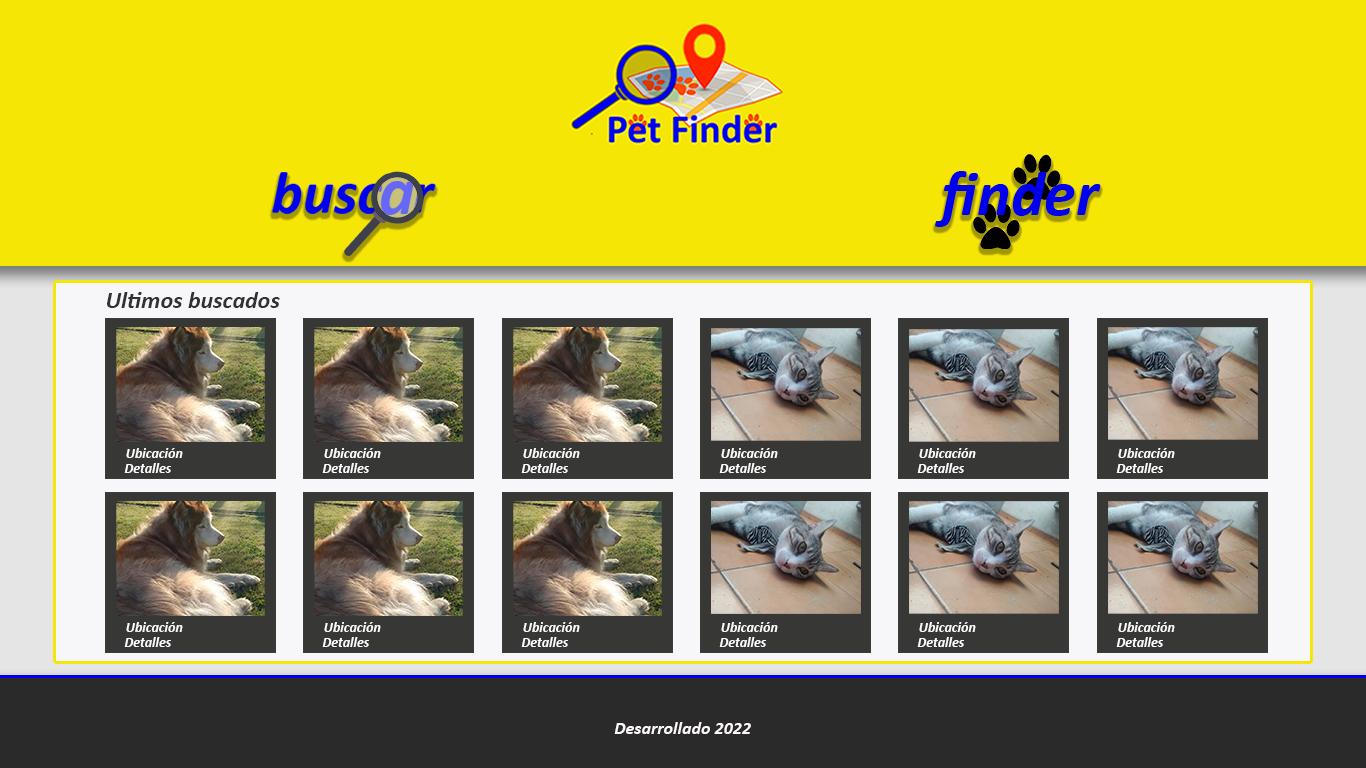 Pet Finder
buscar
finder
Ultimos buscados
Ubicación
Detalles
Ubicación
Detalles
Ubicación
Detalles
Ubicación
Detalles
Ubicación
Detalles
Ubicación
Detalles
Ubicación
Detalles
Ubicación
Detalles
Ubicación
Detalles
Ubicación
Detalles
Ubicación
Detalles
Ubicación
Detalles
Desarrollado 2022